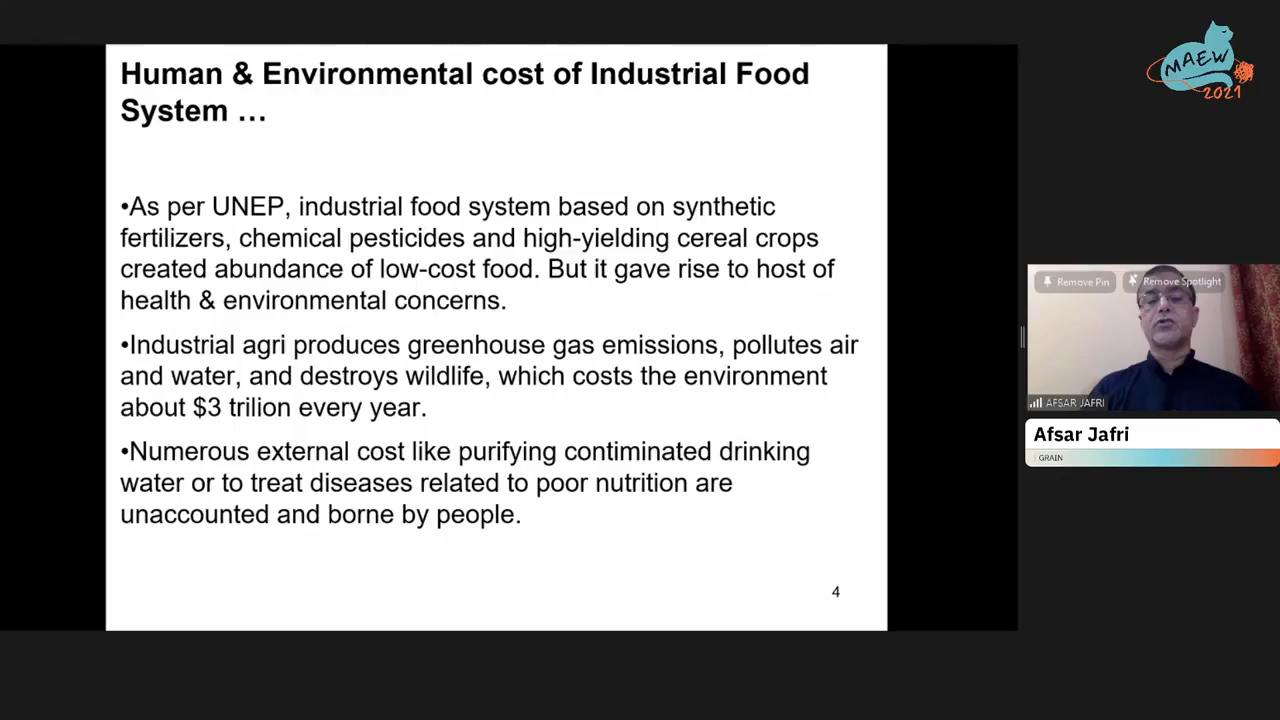 Human & Environmental cost of Industrial Food
System …
•As per UNEP, industrial food system based on synthetic
fertilizers, chemical pesticides and high-yielding cereal crops
created abundance of low-cost food. But it gave rise to host of
health & environmental concerns.
•Industrial agri produces greenhouse gas emissions, pollutes air
and water, and destroys wildlife, which costs the environment
about $3 trilion every year.
•Numerous external cost like purifying contiminated drinking
water or to treat diseases related to poor nutrition are
unaccounted and borne by people.
4
MAEW
2021
Remove Pin
Remove Spotlight
AFSAR JAFRI
Afsar Jafri
GRAIN